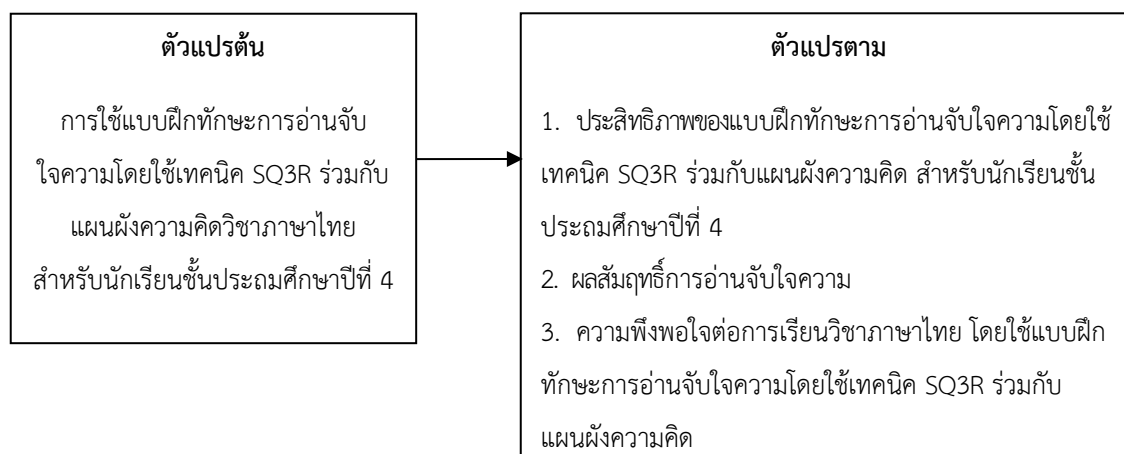 ตัวแปรต้น
การใช้แบบฝึกทักษะการอ่านจับ
ใจความโดยใช้เทคนิค SQ3R ร่วมกับ
แผนผังความคิดวิชาภาษาไทย
สำหรับนักเรียนชั้นประถมศึกษาปีที่ 4
ตัวแปรตาม
1. ประสิทธิภาพของแบบฝึกทักษะการอ่านจับใจความโดยใช้
เทคนิค SQ3R ร่วมกับแผนผังความคิด สำหรับนักเรียนชั้น
ประถมศึกษาปีที่ 4
2. ผลสัมฤทธิ์การอ่านจับใจความ
3. ความพึงพอใจต่อการเรียนวิชาภาษาไทย โดยใช้แบบฝึก
ทักษะการอ่านจับใจความโดยใช้เทคนิค SQ3R ร่วมกับ
แผนผังความคิด